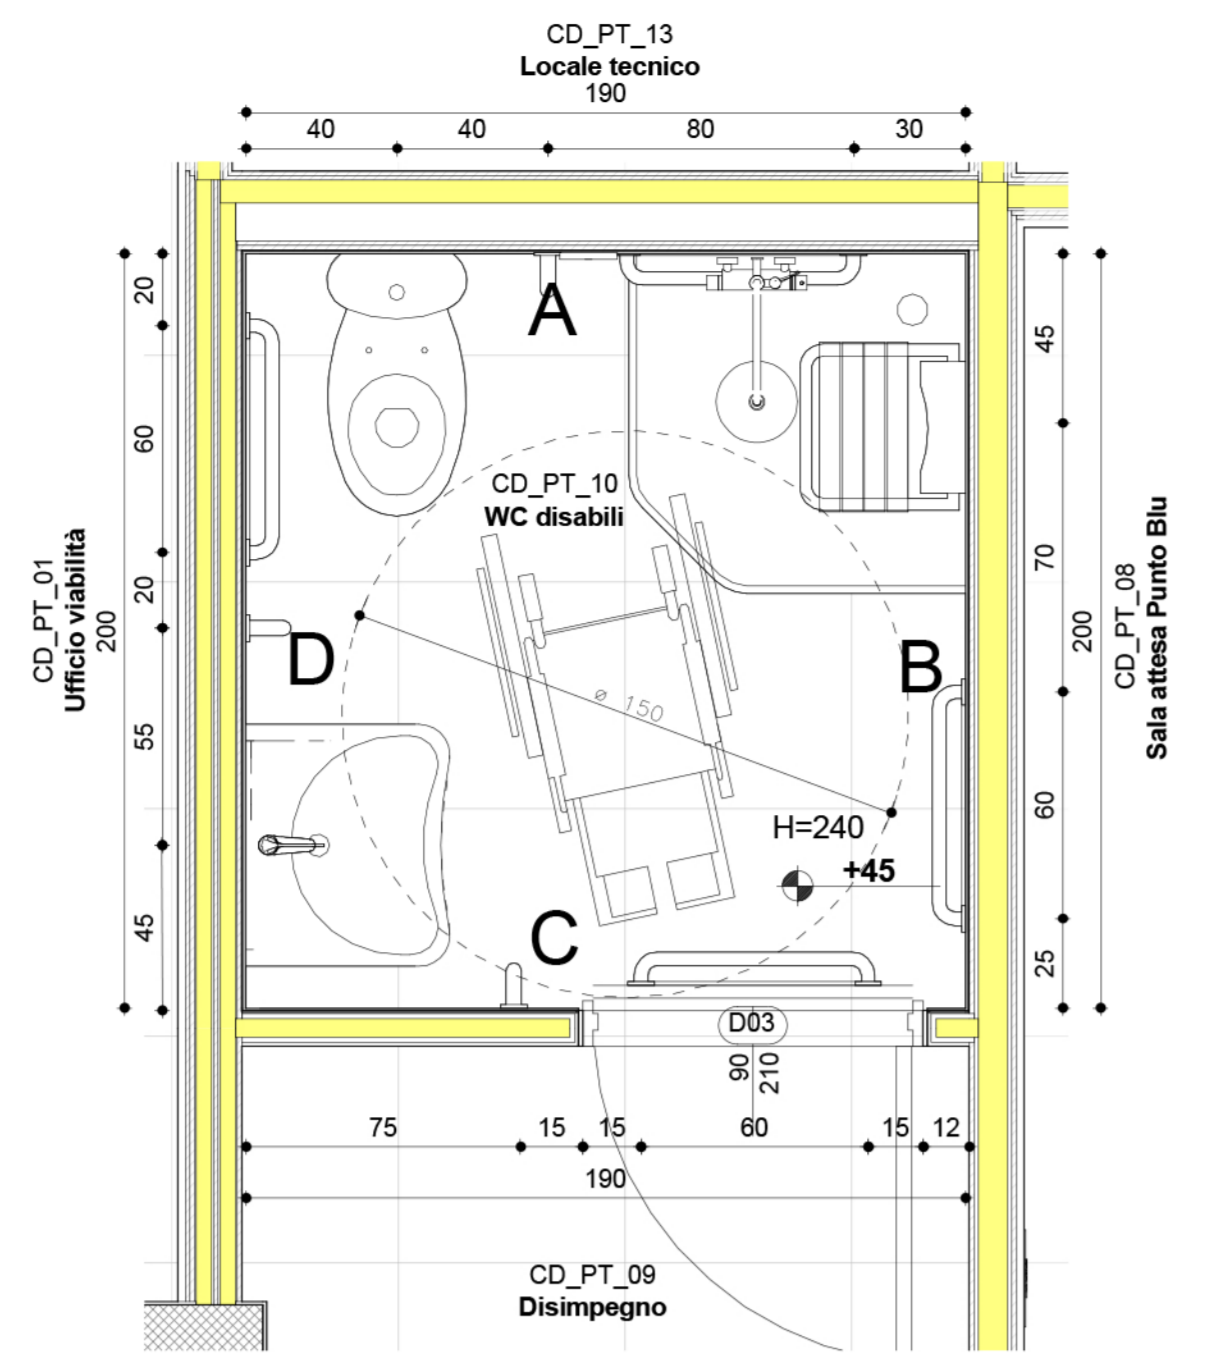 CD_PT_13
Locale tecnico
190
40 40 80 30
20
60
20
55
45
200
CD_PT_01
Ufficio viabilità
A
CD_PT_10
WC disabili
D
B
ø 150
H=240
+45
C
45
70
60
25
200
CD_PT_08
Sala attesa Punto Blu
D03
90
210
75 15 15 60 15 12
190
CD_PT_09
Disimpegno